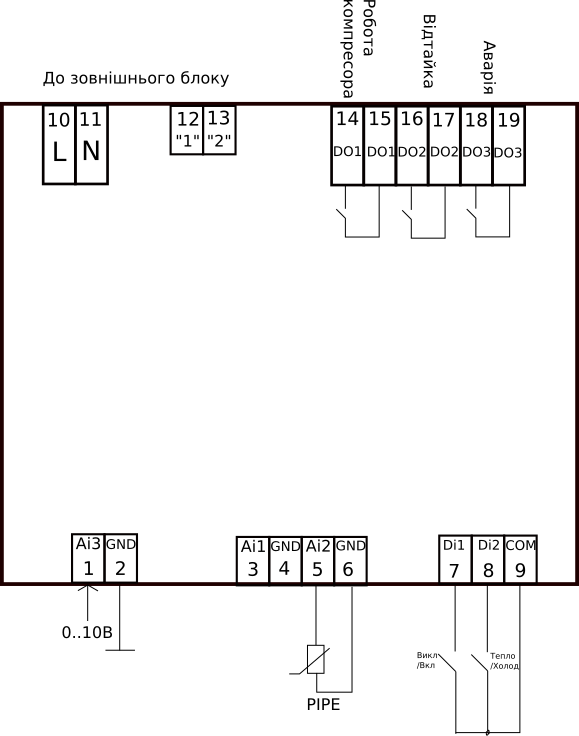 Робота
компресора
Відтайка
Аварія
До зовнішнього блоку
10 11 12 13 14 15 16 17 18 19
L N "1" "2" DO1 DO1 DO2 DO2 DO3 DO3
Ai3 GND Ai1 GND Ai2 GND Di1 Di2 COM
1 2 3 4 5 6 7 8 9
0..10В
Викл
/Вкл
Тепло
/Холод
PIPE